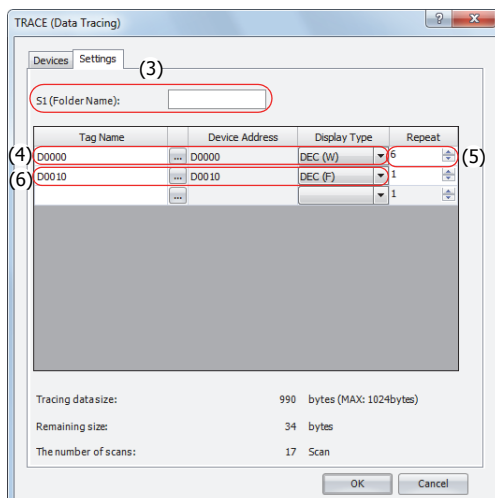 TRACE (Data Tracing)
? X
Devices Settings
(3)
S1(Folder Name):
Tag Name Device Address Display Type Repeat
(4) D0000 ... D0000 DEC (W) 6 (5)
(6) D0010 ... D0010 DEC (F) 1
... 1
Tracing datasize: 990 bytes (MAX: 1024bytes)
Remaining size: 34 bytes
The number of scans: 17 Scan
OK Cancel